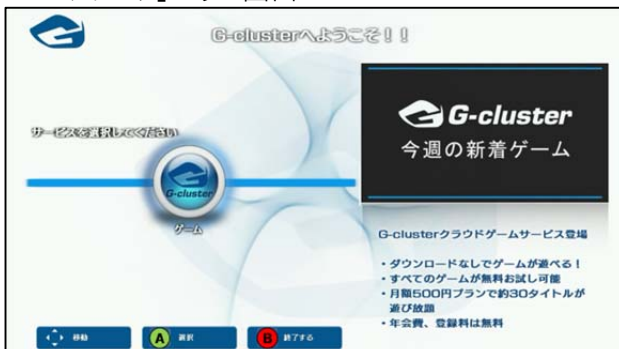 G-clusterへようこそ！！
サービスを選択してください
G-cluster
ゲーム
G-cluster
今週の新着ゲーム
G-clusterクラウドゲームサービス登場
・ダウンロードなしでゲームが遊べる！
・すべてのゲームが無料お試し可能
・月額500円プランで約30タイトルが
遊び放題
・年会費、登録料は無料
移動
A 選択
B 終了する